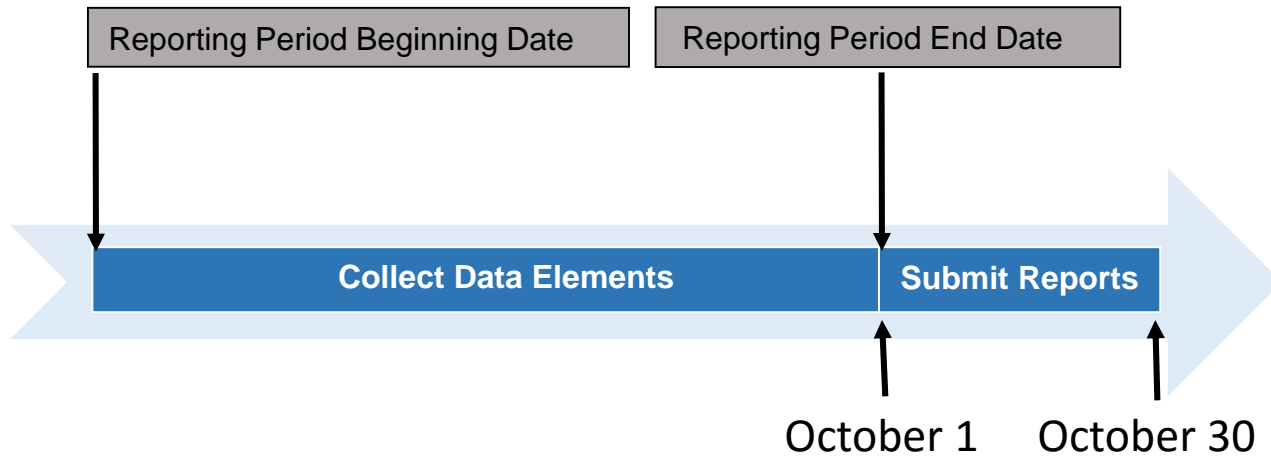 Reporting Period Beginning Date
Reporting Period End Date
Collect Data Elements
Submit Reports
October 1
October 30